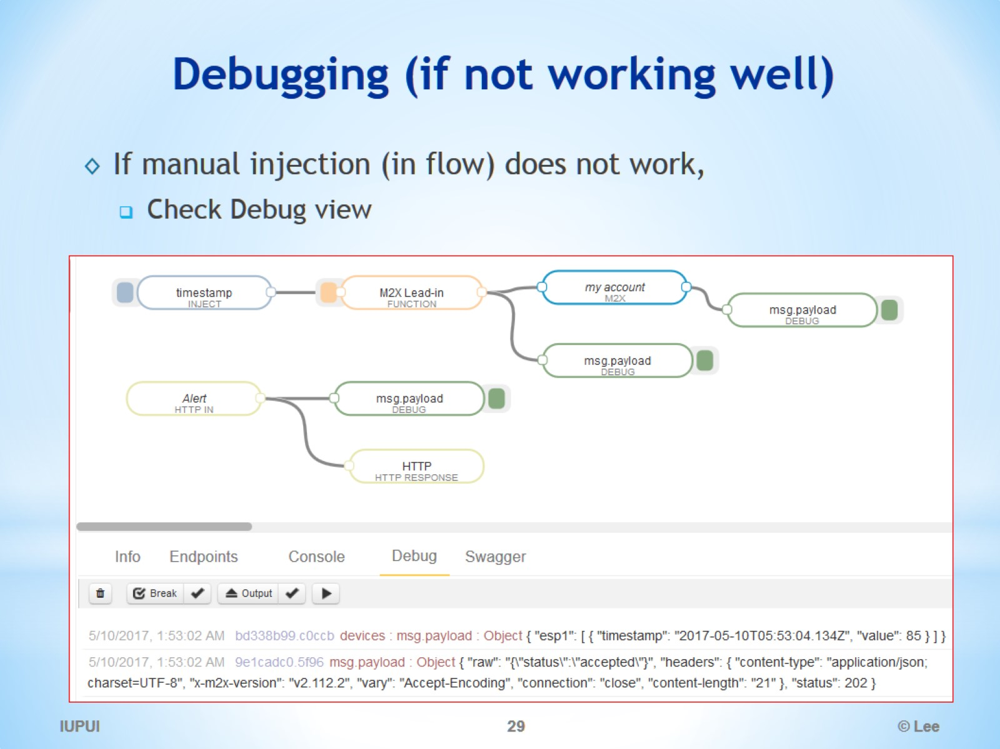 Debugging (if not working well)
If manual injection (in flow) does not work,
Check Debug view
timestamp
INJECT
M2X Lead-in
FUNCTION
my account
M2X
msg.payload
DEBUG
msg.payload
DEBUG
Alert
HTTP IN
msg.payload
DEBUG
HTTP
HTTP RESPONSE
Info Endpoints Console Debug Swagger
Break Output
5/10/2017, 1:53:02 AM bd338b99.c0ccb devices : msg.payload : Object { "esp1": [ { "timestamp": "2017-05-10T05:53:04.134Z", "value": 85 } ] }
5/10/2017, 1:53:02 AM 9e1cadc0.5f96 msg.payload : Object { "raw": "{\"status\":\"accepted\"}", "headers": { "content-type": "application/json;
charset=UTF-8", "x-m2x-version": "v2.112.2", "vary": "Accept-Encoding", "connection": "close", "content-length": "21" }, "status": 202 }
IUPUI 29 © Lee